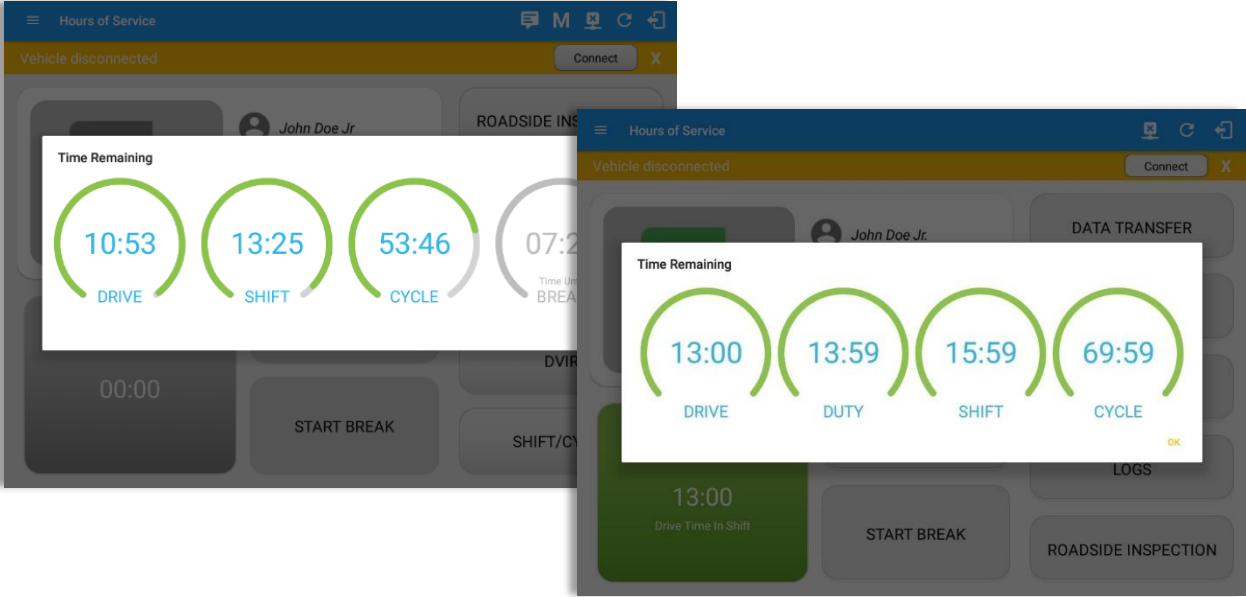 Hours of Service
M
Vehicle disconnected
Connect
X
John Doe Jr
ROADSIDE
Time Remaining
10:53
DRIVE
13:25
SHIFT
53:46
CYCLE
Time
00:00
START BREAK
DVIR
Hours of Service
Vehicle disconnected
Connect
X
John Doe Jr.
DATA TRANSFER
Time Remaining
13:00
DRIVE
13:59
DUTY
15:59
SHIFT
69:59
CYCLE
OK
13:00
Drive Time In Shift
START BREAK
LOGS
ROADSIDE INSPECTION